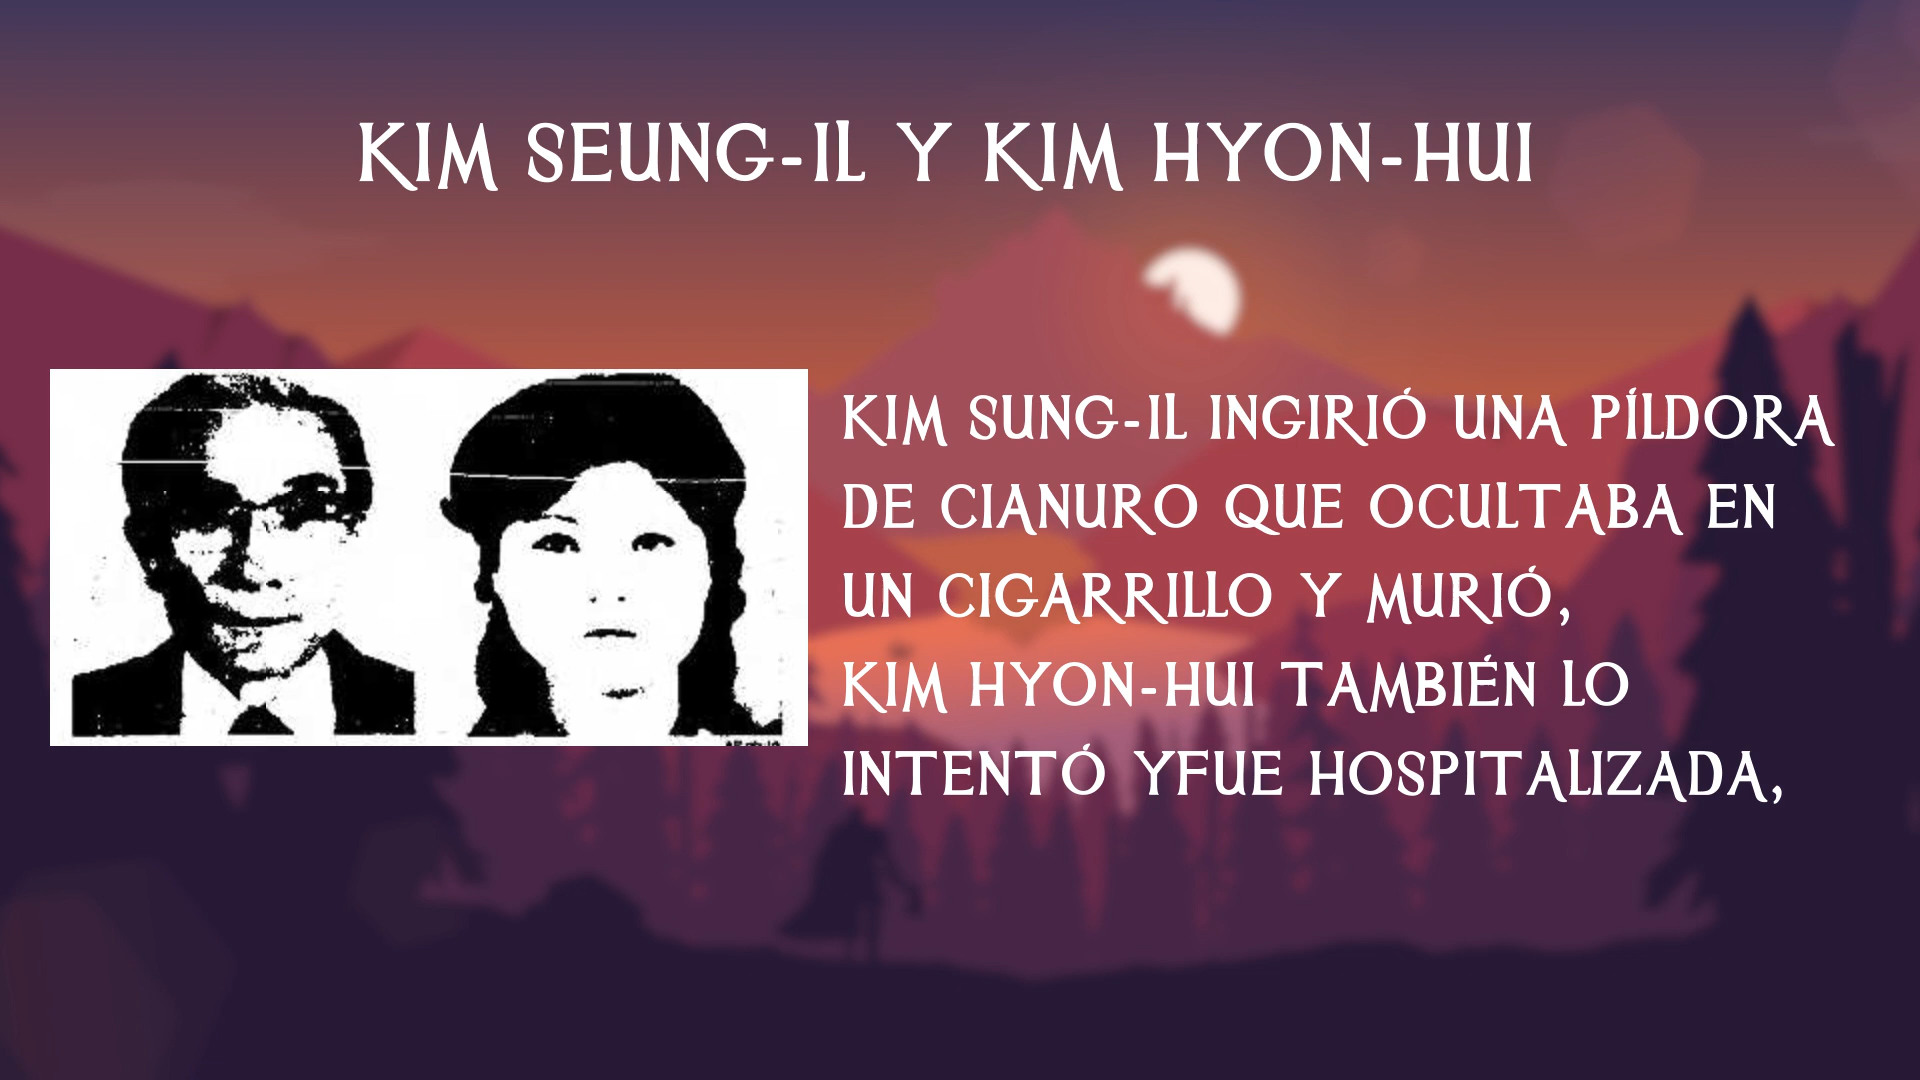 KIM SEUNG-IL Y KIM HYON-HUI
KIM SUNG-IL INGIRIÓ UNA PÍLDORA
DE CIANURO QUE OCULTABA EN
UN CIGARRILLO Y MURIÓ,
KIM HYON-HUI TAMBIÉN LO
INTENTÓ YFUE HOSPITALIZADA,